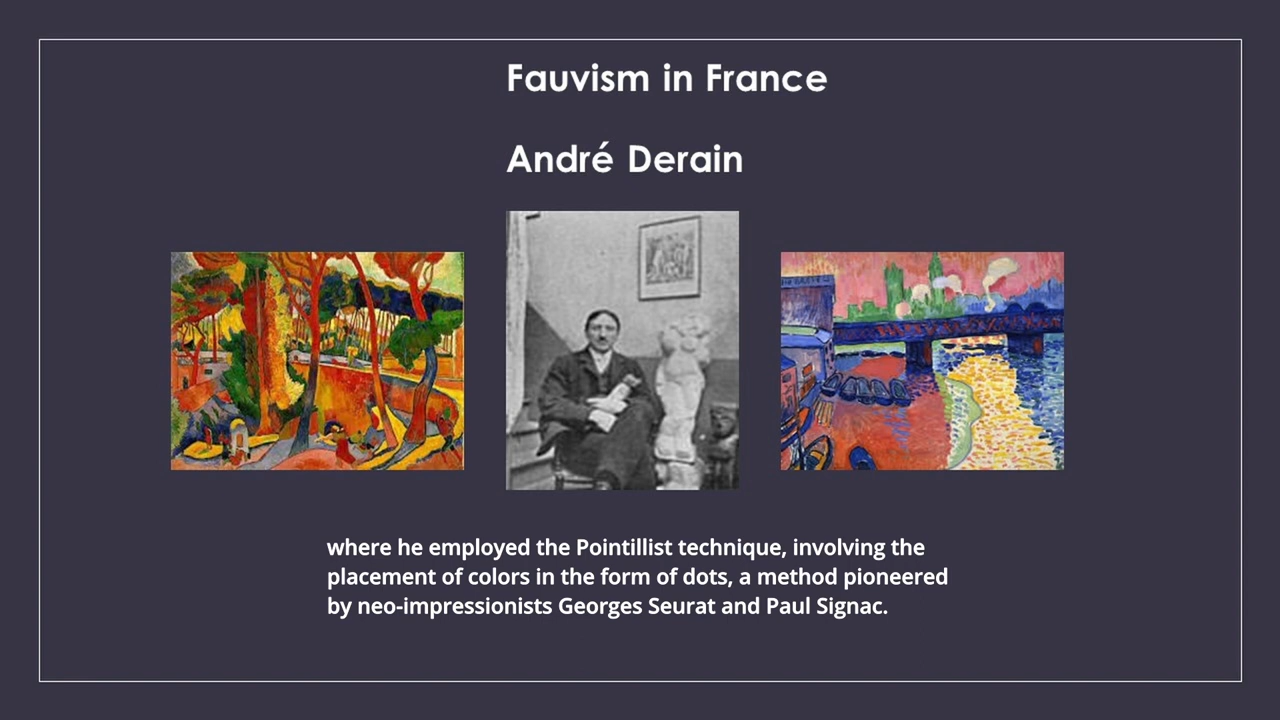 Fauvism in France
André Derain
where he employed the Pointillist technique, involving the
placement of colors in the form of dots, a method pioneered
by neo-impressionists Georges Seurat and Paul Signac.